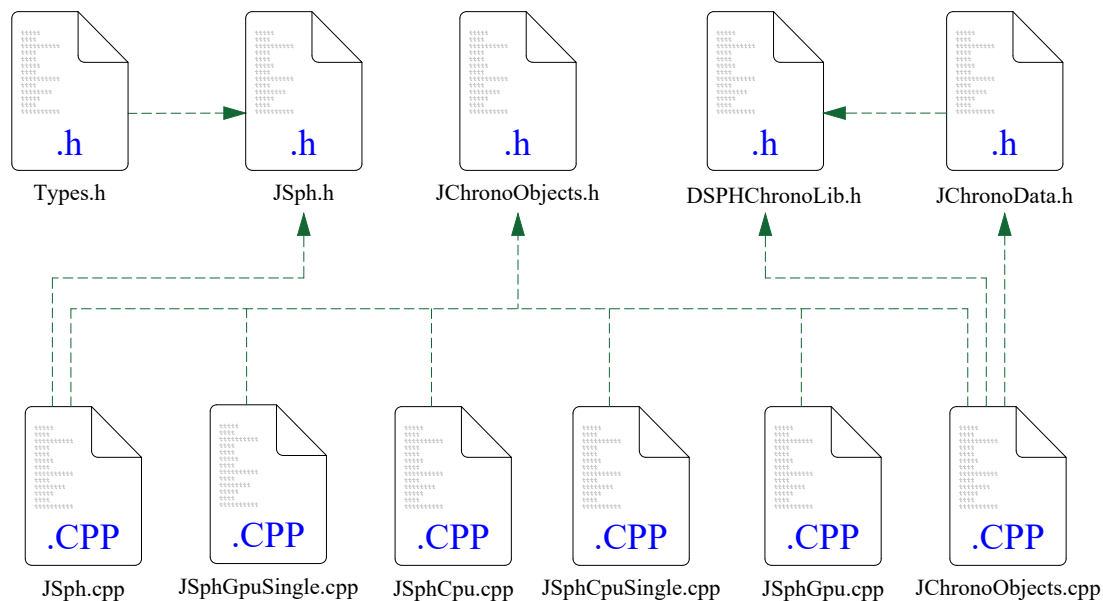 .h
.h
.h
.h
.h
Types.h
JSph.h
JChronoObjects.h
DSPHChronoLib.h
JChronoData.h
.CPP
.CPP
.CPP
.CPP
.CPP
.CPP
JSph.cpp
JSphGpuSingle.cpp
JSphCpu.cpp
JSphCpuSingle.cpp
JSphGpu.cpp
JChronoObjects.cpp